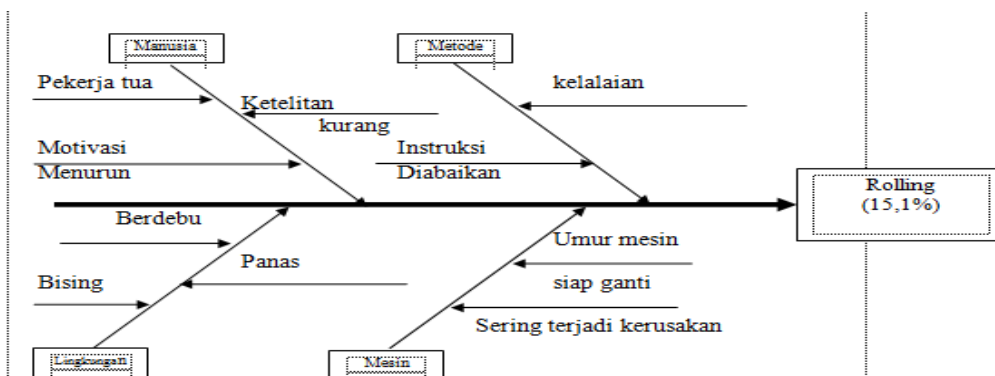 Manusia
Metode
Pekerja tua
kelalaian
Ketelitan
kurang
Motivasi
Menurun
Instruksi
Diabaikan
Rolling
(15,1%)
Berdebu
Umur mesin
Panas
Bising
siap ganti
Sering terjadi kerusakan
Lingkungan
Mesin